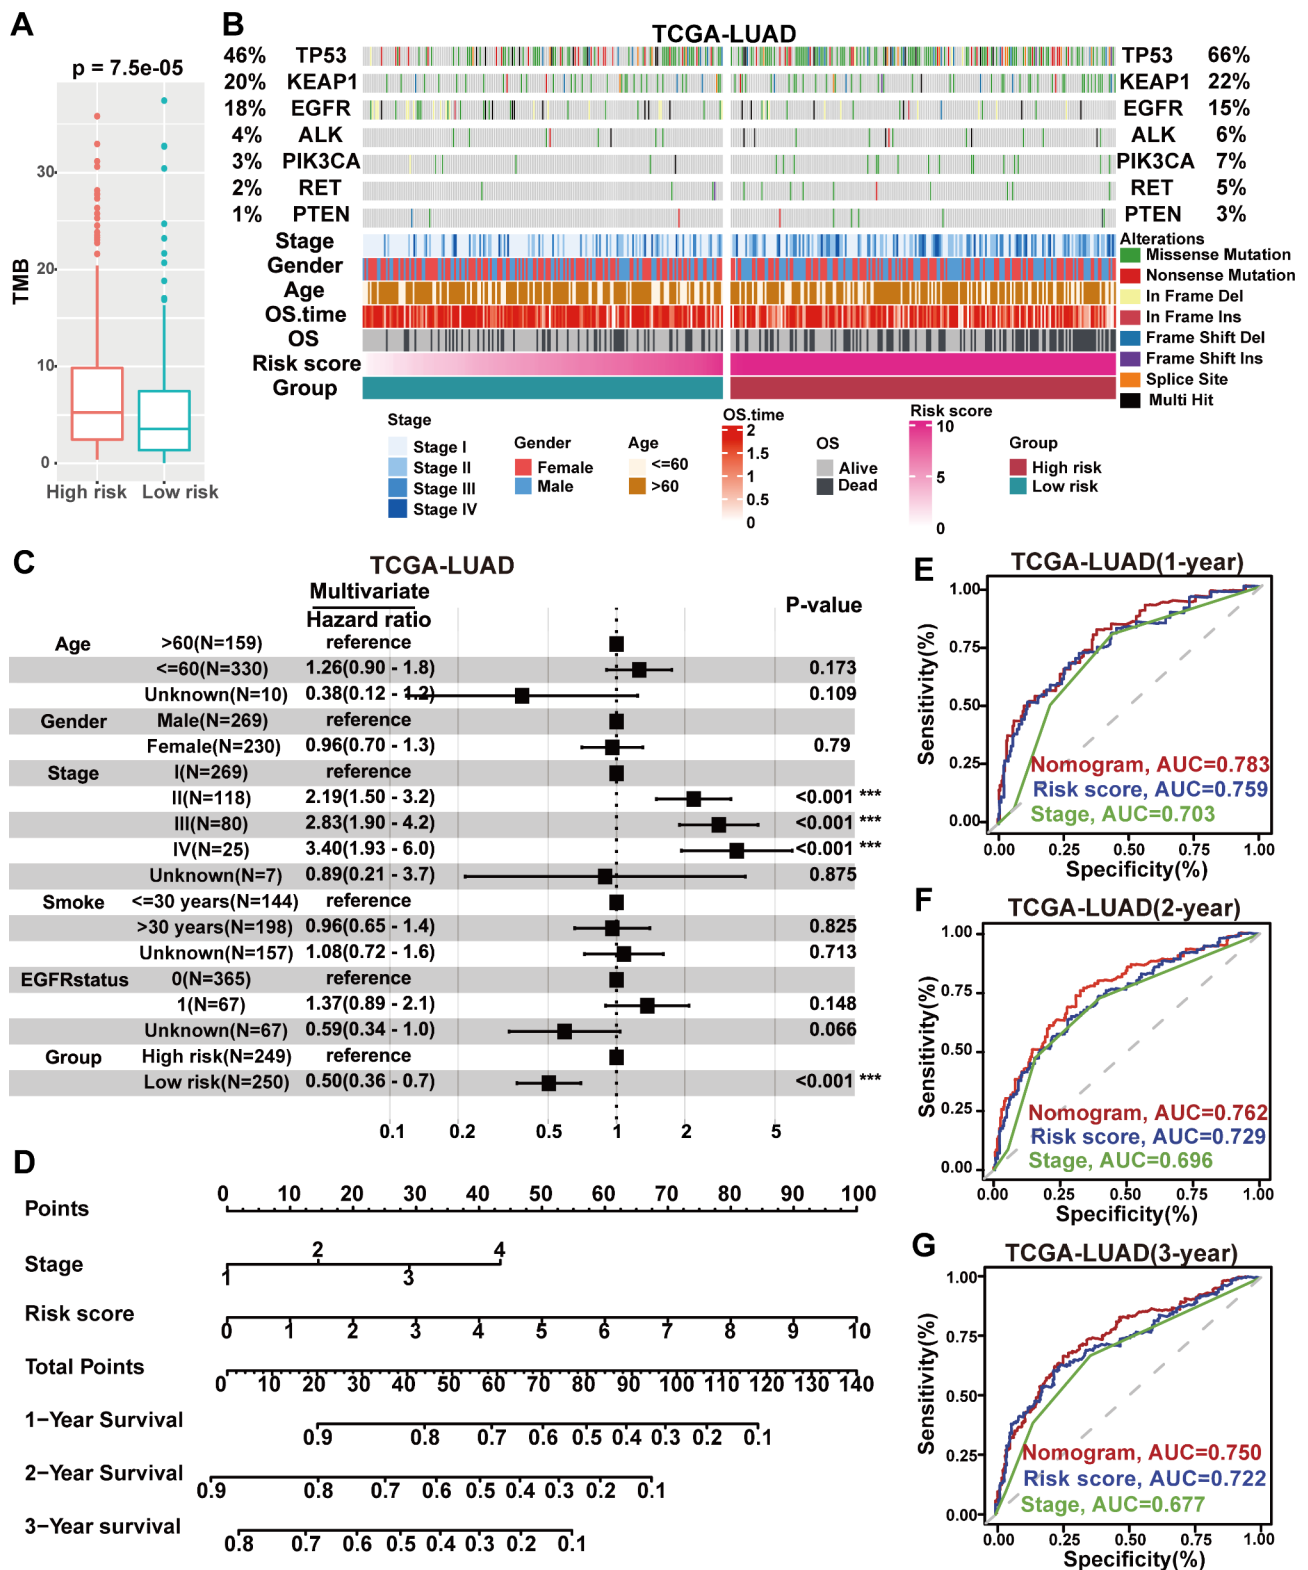 A
p = 7.5e-05
TMB
30
20
10
0
High risk Low risk
B
TCGA-LUAD
46% TP53 TP53 66%
20% KEAP1 KEAP1 22%
18% EGFR EGFR 15%
4% ALK ALK 6%
3% PIK3CA PIK3CA 7%
2% RET RET 5%
1% PTEN PTEN 3%
Stage
Gender
Age
OS.time
OS
Risk score
Group
Alterations
Missense Mutation
Nonsense Mutation
In Frame Del
In Frame Ins
Frame Shift Del
Frame Shift Ins
Splice Site
Multi Hit
Stage
Stage I
Stage II
Stage III
Stage IV
Gender
Female
Male
Age
<=60
>60
OS.time
2
1.5
1
0.5
0
OS
Alive
Dead
Risk score
10
5
0
Group
High risk
Low risk
C
TCGA-LUAD
Multivariate
Hazard ratio
P-value
Age >60(N=159) reference
<=60(N=330) 1.26(0.90 - 1.8) 0.173
Unknown(N=10) 0.38(0.12 - 1.2) 0.109
Gender Male(N=269) reference
Female(N=230) 0.96(0.70 - 1.3) 0.79
Stage I(N=269) reference
II(N=118) 2.19(1.50 - 3.2) <0.001 ***
III(N=80) 2.83(1.90 - 4.2) <0.001 ***
IV(N=25) 3.40(1.93 - 6.0) <0.001 ***
Unknown(N=7) 0.89(0.21 - 3.7) 0.875
Smoke <=30 years(N=144) reference
>30 years(N=198) 0.96(0.65 - 1.4) 0.825
Unknown(N=157) 1.08(0.72 - 1.6) 0.713
EGFRstatus 0(N=365) reference
1(N=67) 1.37(0.89 - 2.1) 0.148
Unknown(N=67) 0.59(0.34 - 1.0) 0.066
Group High risk(N=249) reference
Low risk(N=250) 0.50(0.36 - 0.7) <0.001 ***
0.1 0.2 0.5 1 2 5
D
Points
0 10 20 30 40 50 60 70 80 90 100
Stage
1 2 3 4
Risk score
0 1 2 3 4 5 6 7 8 9 10
Total Points
0 10 20 30 40 50 60 70 80 90 100 110 120 130 140
1−Year Survival
0.9 0.8 0.7 0.6 0.5 0.4 0.3 0.2 0.1
2−Year Survival
0.9 0.8 0.7 0.6 0.5 0.4 0.3 0.2 0.1
3−Year survival
0.8 0.7 0.6 0.5 0.4 0.3 0.2 0.1
E
TCGA-LUAD(1-year)
Sensitivity(%)
1.00
0.75
0.50
0.25
0.00
Nomogram, AUC=0.783
Risk score, AUC=0.759
Stage, AUC=0.703
0.00 0.25 0.50 0.75 1.00
Specificity(%)
F
TCGA-LUAD(2-year)
Sensitivity(%)
1.00
0.75
0.50
0.25
0.00
Nomogram, AUC=0.762
Risk score, AUC=0.729
Stage, AUC=0.696
0.00 0.25 0.50 0.75 1.00
Specificity(%)
G
TCGA-LUAD(3-year)
Sensitivity(%)
1.00
0.75
0.50
0.25
0.00
Nomogram, AUC=0.750
Risk score, AUC=0.722
Stage, AUC=0.677
0.00 0.25 0.50 0.75 1.00
Specificity(%)